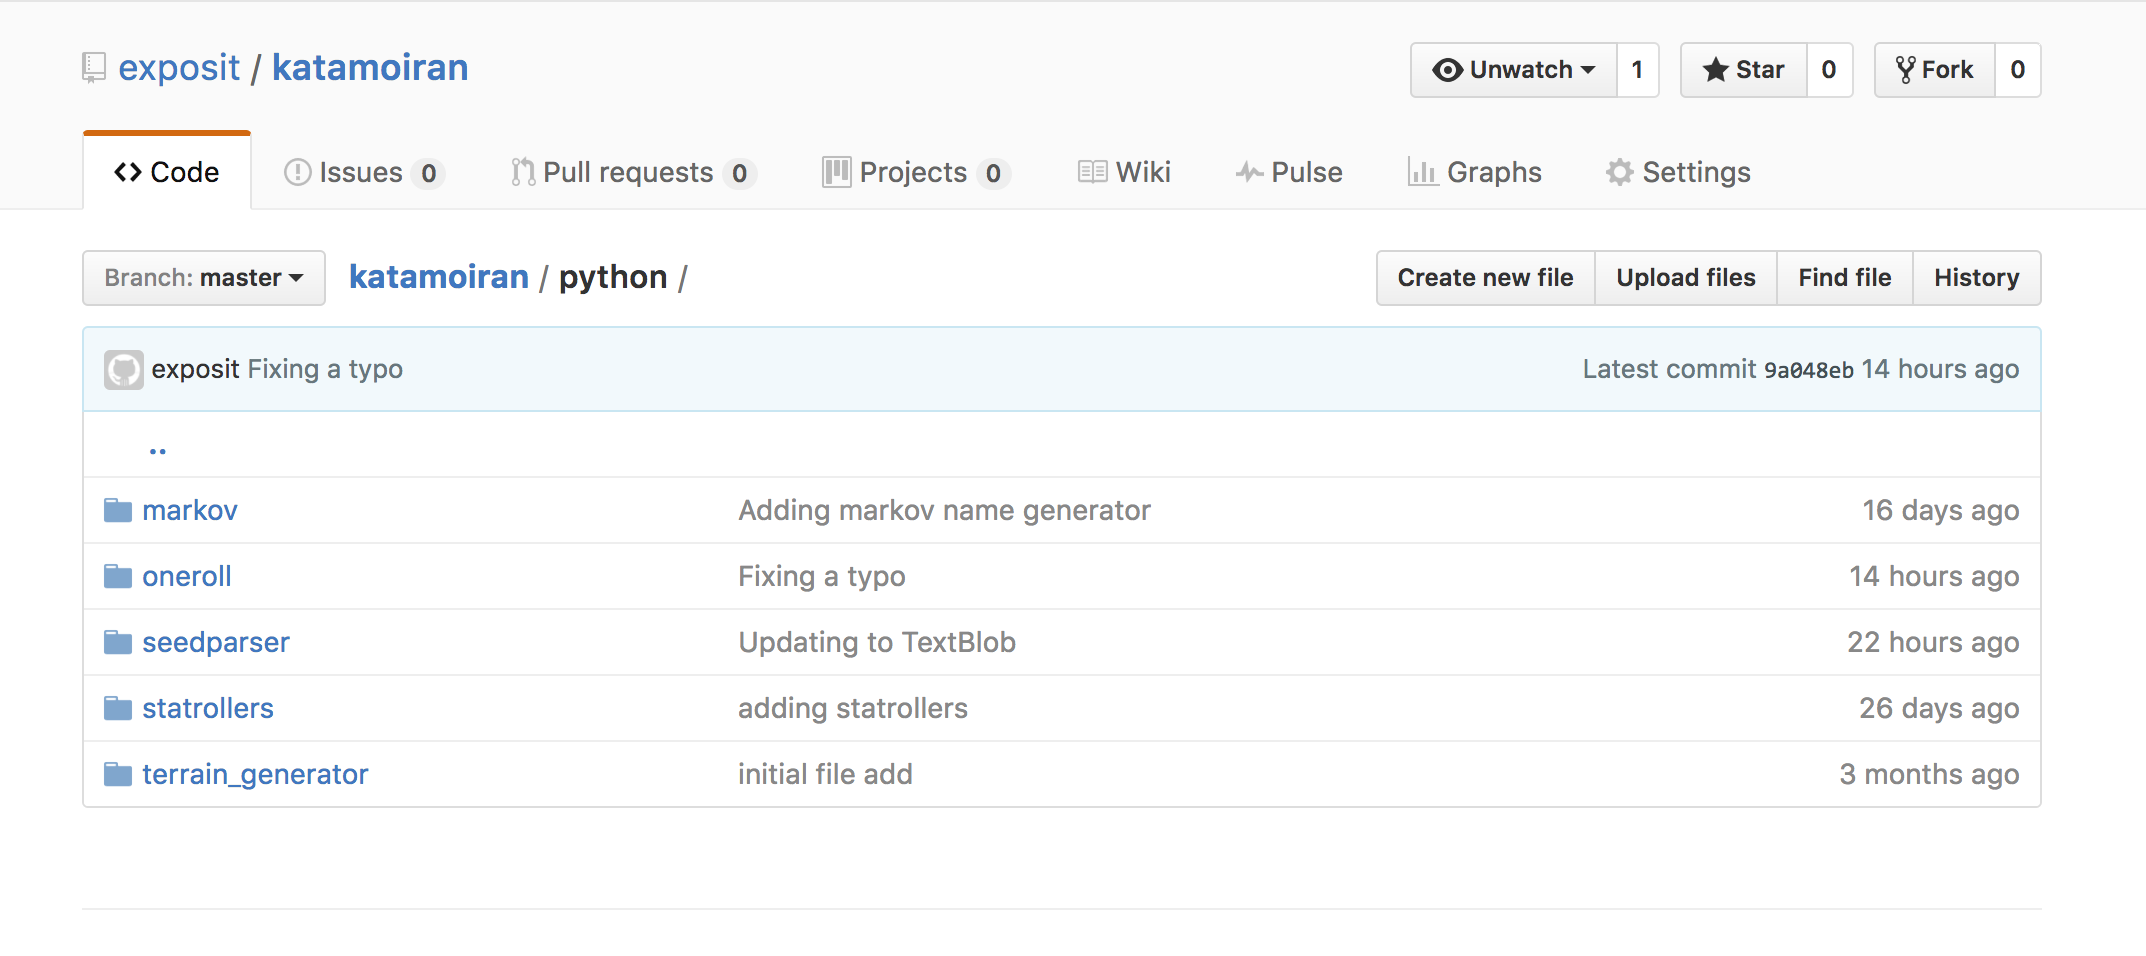 exposit / katamoiran
Unwatch 1 Star 0 Fork 0
Code Issues 0 Pull requests 0 Projects 0 Wiki Pulse Graphs Settings
Branch: master katamoiran / python / Create new file Upload files Find file History
exposit Fixing a typo Latest commit 9a048eb 14 hours ago
..
markov Adding markov name generator 16 days ago
oneroll Fixing a typo 14 hours ago
seedparser Updating to TextBlob 22 hours ago
statrollers adding statrollers 26 days ago
terrain_generator initial file add 3 months ago